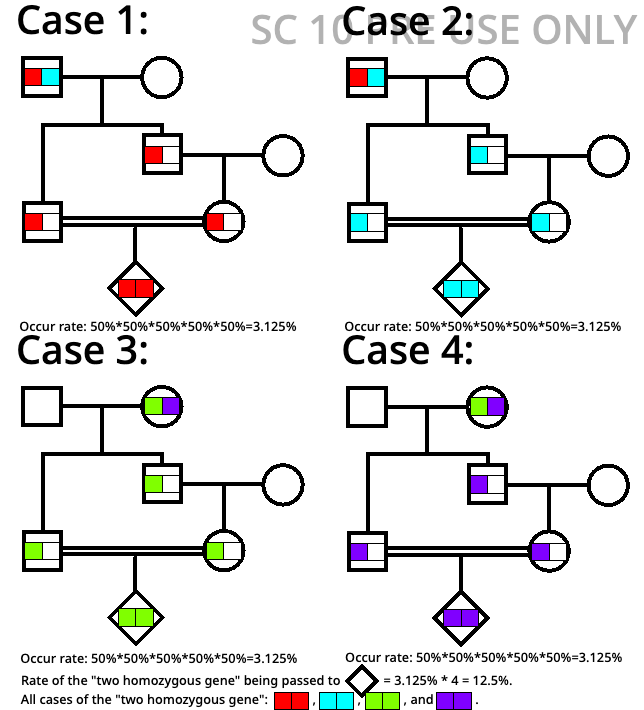 SC 10 PRE USE ONLY
Case 1:
Case 2:
Occur rate: 50%*50%*50%*50%*50%=3.125%
Occur rate: 50%*50%*50%*50%*50%=3.125%
Case 3:
Case 4:
Occur rate: 50%*50%*50%*50%*50%=3.125%
Occur rate: 50%*50%*50%*50%*50%=3.125%
Rate of the "two homozygous gene" being passed to = 3.125% * 4 = 12.5%.
All cases of the "two homozygous gene": , , , and .